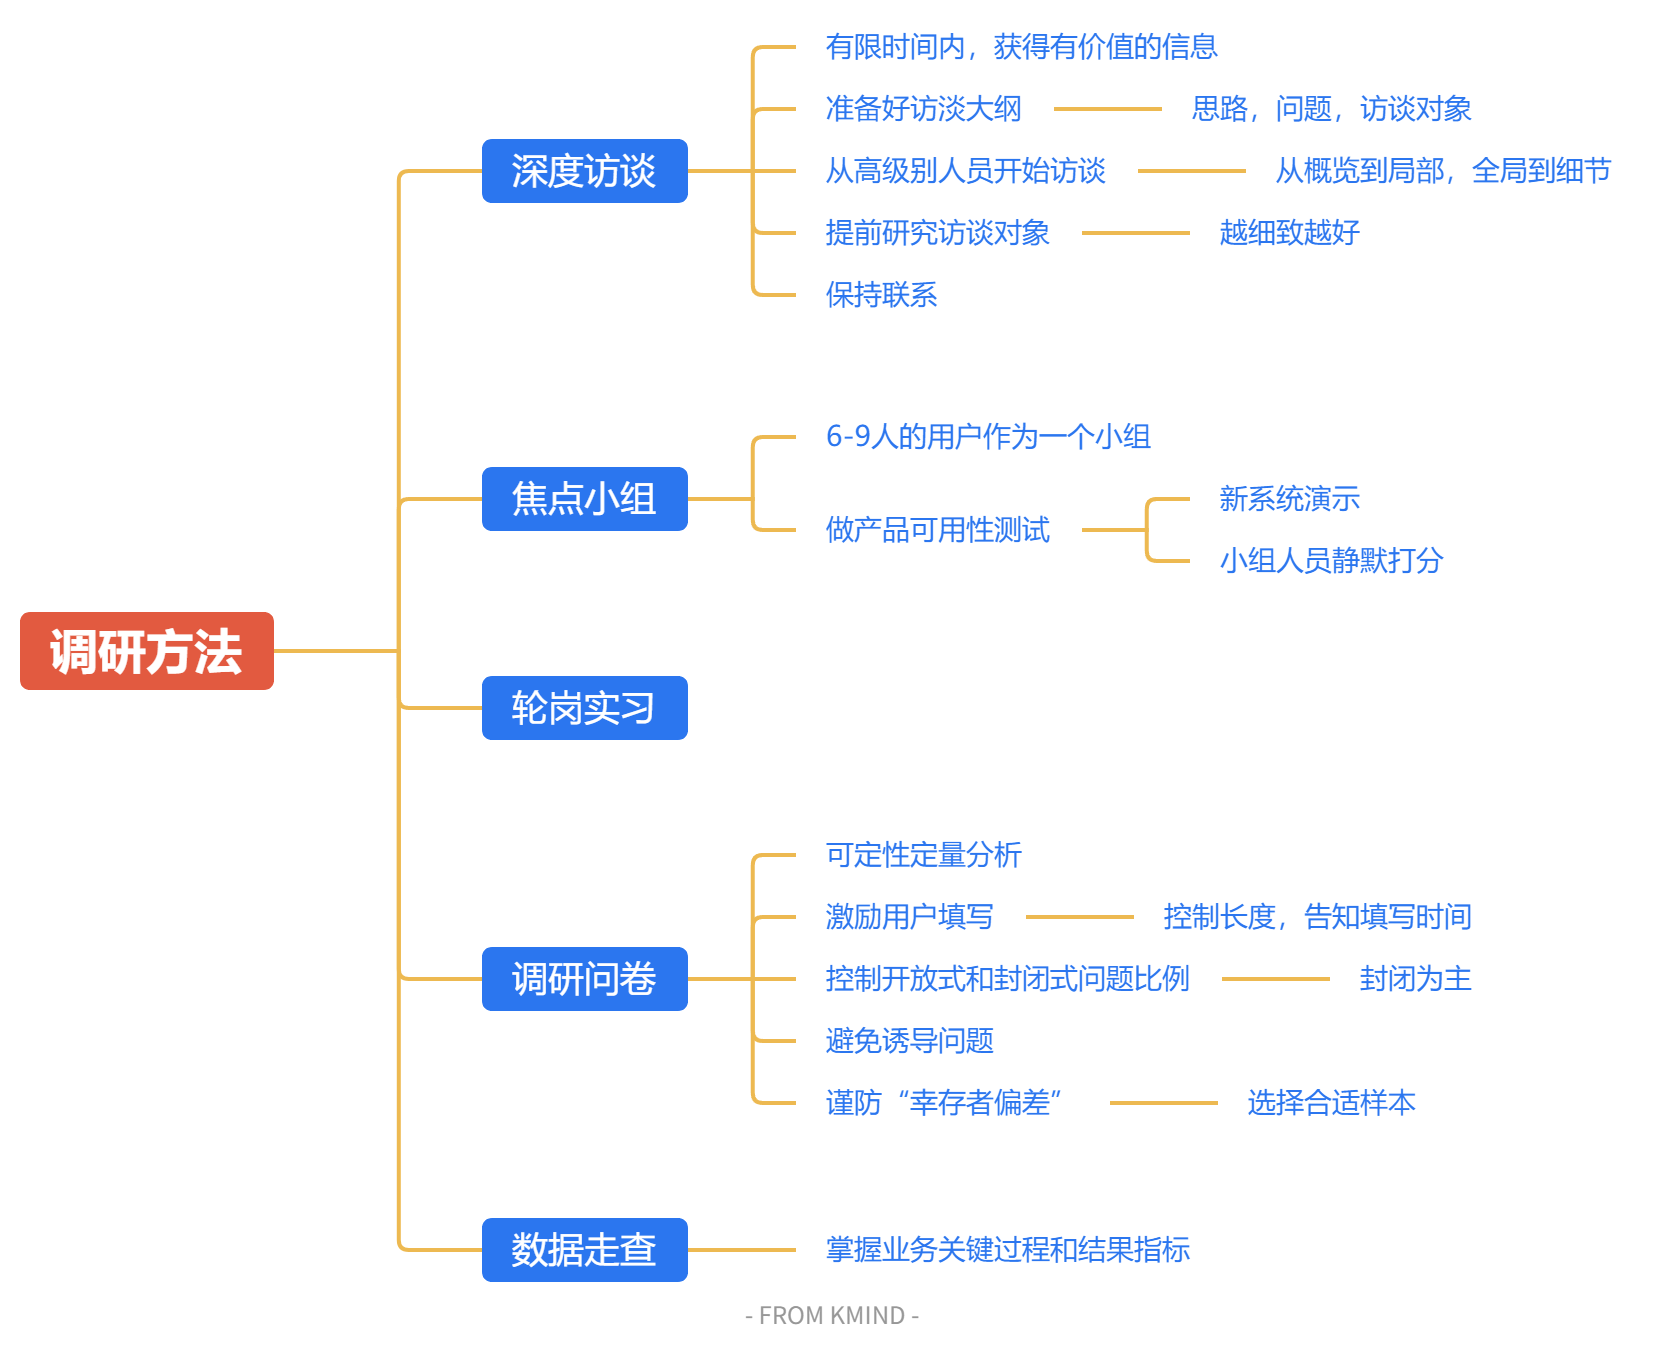 调研方法
深度访谈
有限时间内，获得有价值的信息
准备好访淡大纲
思路，问题，访谈对象
从高级别人员开始访谈
从概览到局部，全局到细节
提前研究访谈对象
越细致越好
保持联系
焦点小组
6-9人的用户作为一个小组
做产品可用性测试
新系统演示
小组人员静默打分
轮岗实习
调研问卷
可定性定量分析
激励用户填写
控制长度，告知填写时间
控制开放式和封闭式问题比例
封闭为主
避免诱导问题
谨防“幸存者偏差”
选择合适样本
数据走查
掌握业务关键过程和结果指标
- FROM KMIND -